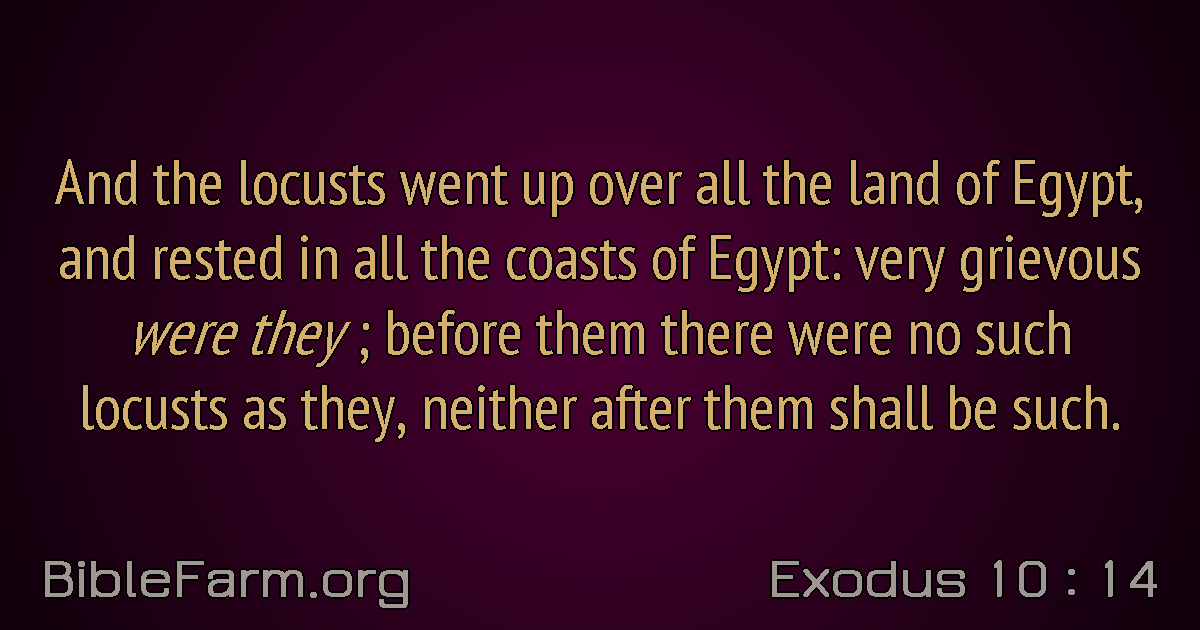 And the locusts went up over all the land of Egypt,
and rested in all the coasts of Egypt: very grievous
were they ; before them there were no such
locusts as they, neither after them shall be such.
BibleFarm.org
Exodus 10 : 14